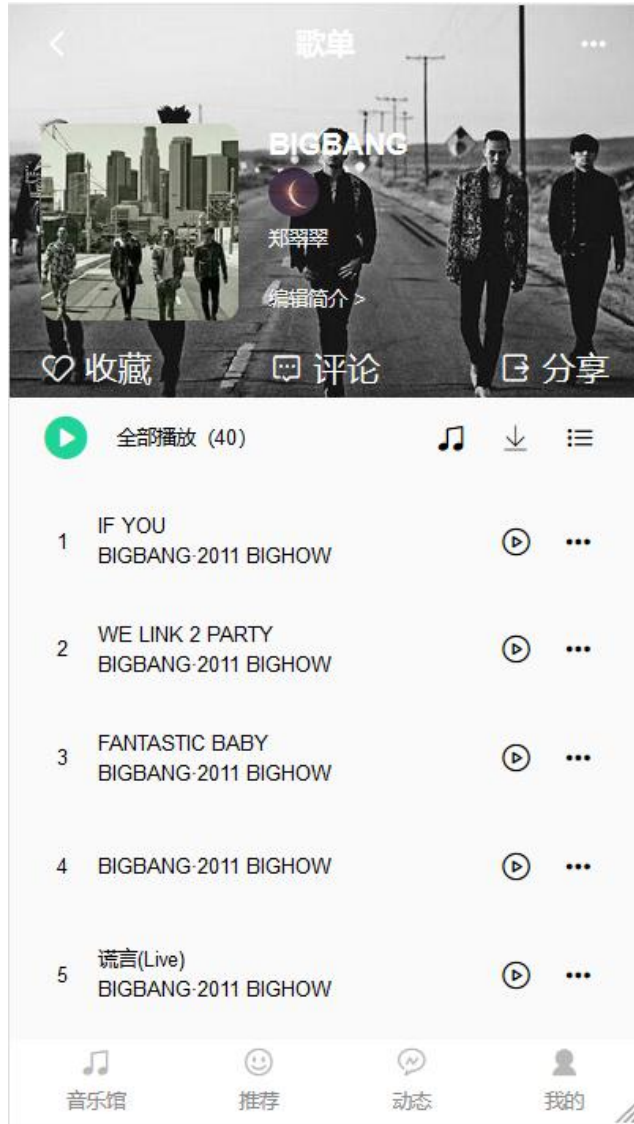 歌单
BIGBANG
郑翠翠
编辑简介 >
收藏
评论
分享
全部播放 (40)
1
IF YOU
BIGBANG·2011 BIGHOW
2
WE LINK 2 PARTY
BIGBANG·2011 BIGHOW
3
FANTASTIC BABY
BIGBANG·2011 BIGHOW
4
BIGBANG·2011 BIGHOW
5
谎言(Live)
BIGBANG·2011 BIGHOW
音乐馆
推荐
动态
我的